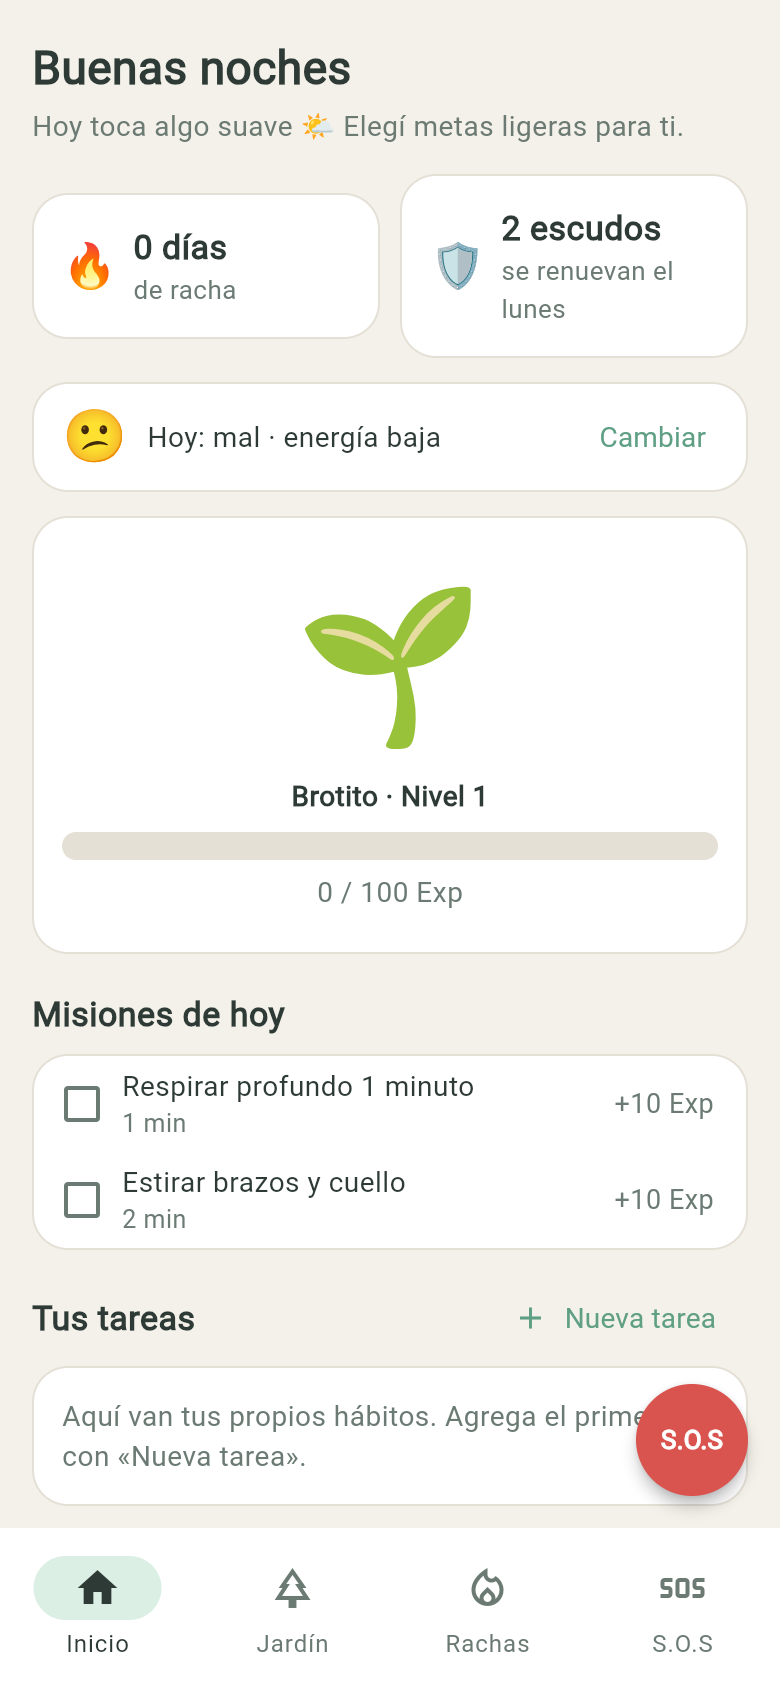 Buenas noches
Hoy toca algo suave 🌤️ Elegí metas ligeras para ti.
0 días
de racha
2 escudos
se renuevan el
lunes
Hoy: mal · energía baja
Cambiar
Brotito · Nivel 1
0 / 100 Exp
Misiones de hoy
Respirar profundo 1 minuto
1 min
+10 Exp
Estirar brazos y cuello
2 min
+10 Exp
Tus tareas
+ Nueva tarea
Aquí van tus propios hábitos. Agrega el
con «Nueva tarea».
S.O.S
SOS
Inicio
Jardín
Rachas
S.O.S